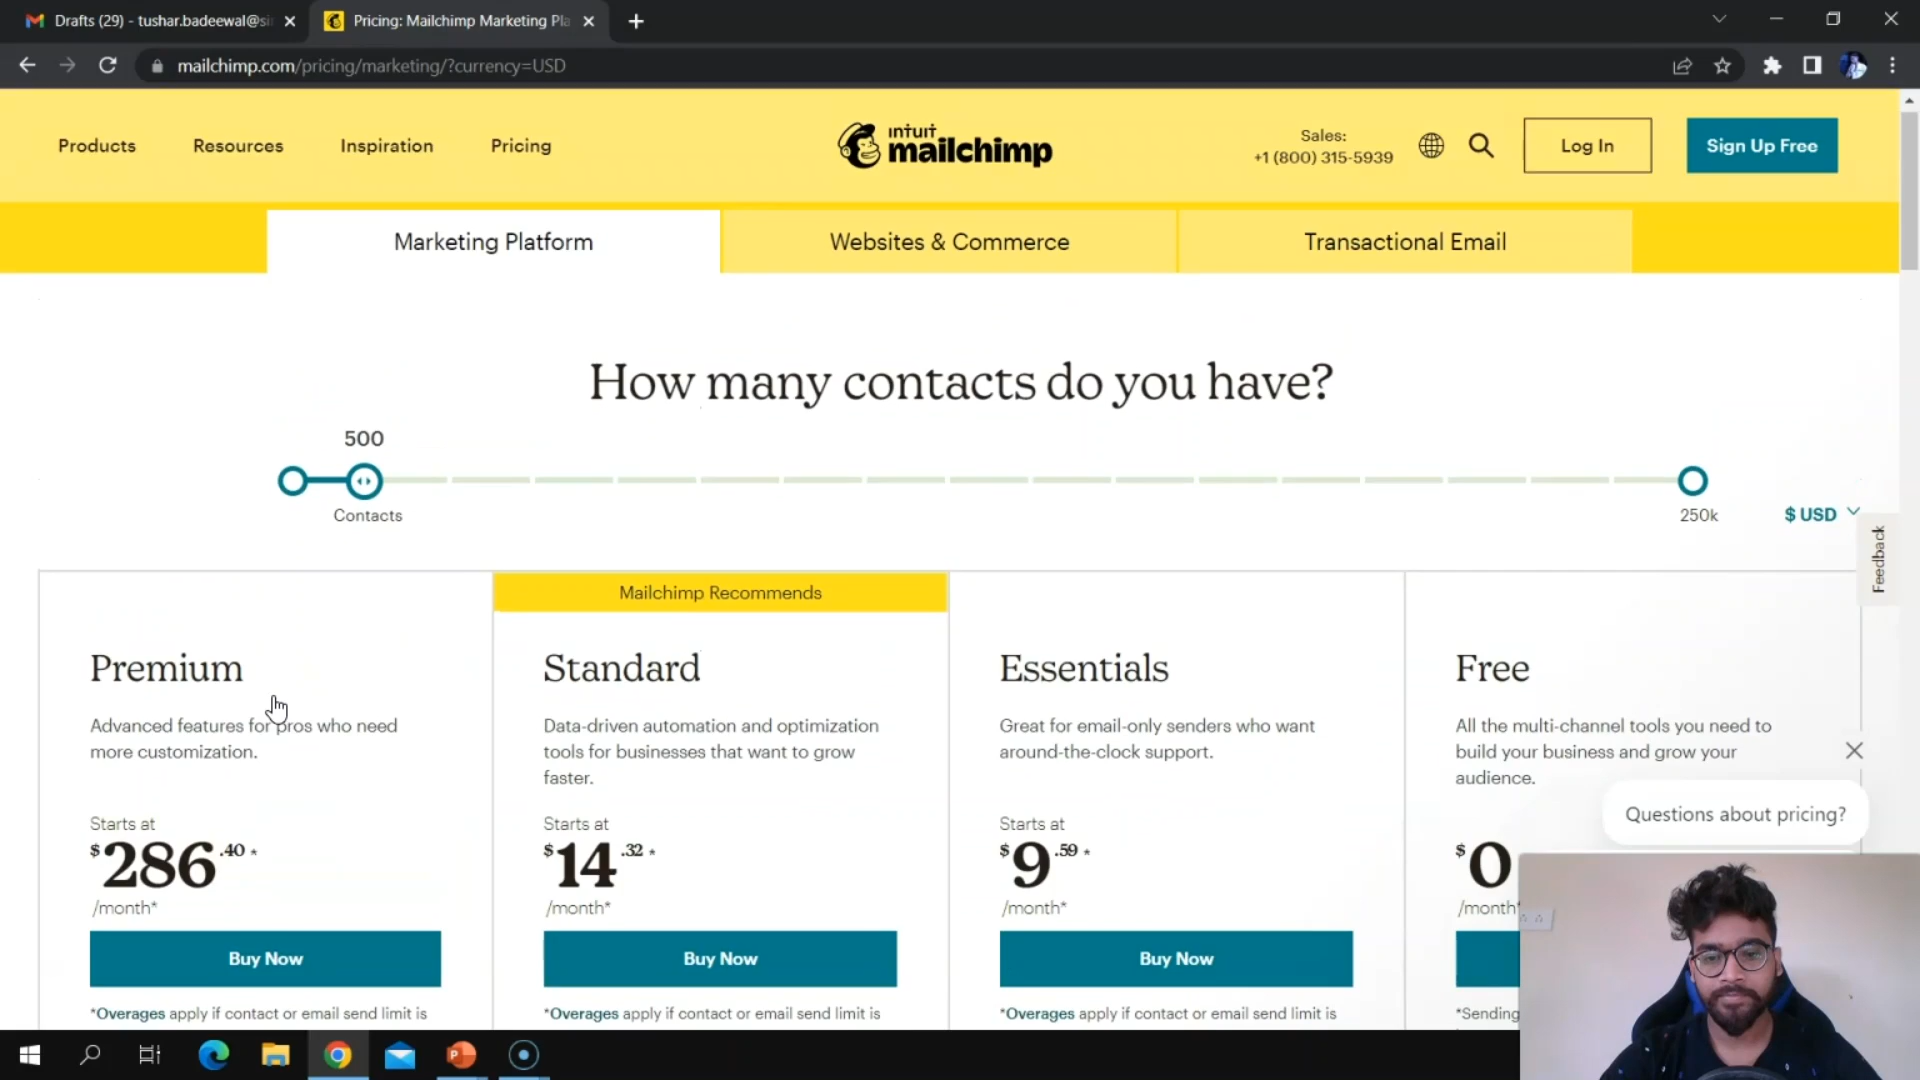 Drafts (29) - tushar.badeewal@si
Pricing: Mailchimp Marketing Pla
mailchimp.com/pricing/marketing/?currency=USD
Products
Resources
Inspiration
Pricing
intuit
mailchimp
Sales:
+1 (800) 315-5939
Log In
Sign Up Free
Marketing Platform
Websites & Commerce
Transactional Email
How many contacts do you have?
500
Contacts
250k
$ USD
Feedback
Mailchimp Recommends
Premium
Advanced features for pros who need
more customization.
Starts at
$286.40*
/month*
Buy Now
*Overages apply if contact or email send limit is
Standard
Data-driven automation and optimization
tools for businesses that want to grow
faster.
Starts at
$14.32*
/month*
Buy Now
*Overages apply if contact or email send limit is
Essentials
Great for email-only senders who want
around-the-clock support.
Starts at
$9.59*
/month*
Buy Now
*Overages apply if contact or email send limit is
Free
All the multi-channel tools you need to
build your business and grow your
audience.
Questions about pricing?
$0
/month*
*Sending